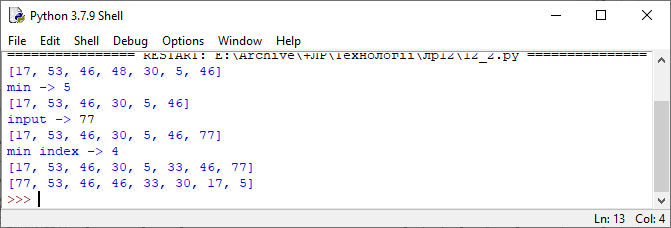 Python 3.7.9 Shell
File Edit Shell Debug Options Window Help
================ RESTART: E:\Archive\+ЛР\Технології\лр12\12_2.py ===============
[17, 53, 46, 48, 30, 5, 46]
min -> 5
[17, 53, 46, 30, 5, 46]
input -> 77
[17, 53, 46, 30, 5, 46, 77]
min index -> 4
[17, 53, 46, 30, 5, 33, 46, 77]
[77, 53, 46, 46, 33, 30, 17, 5]
>>>
Ln: 13 Col: 4